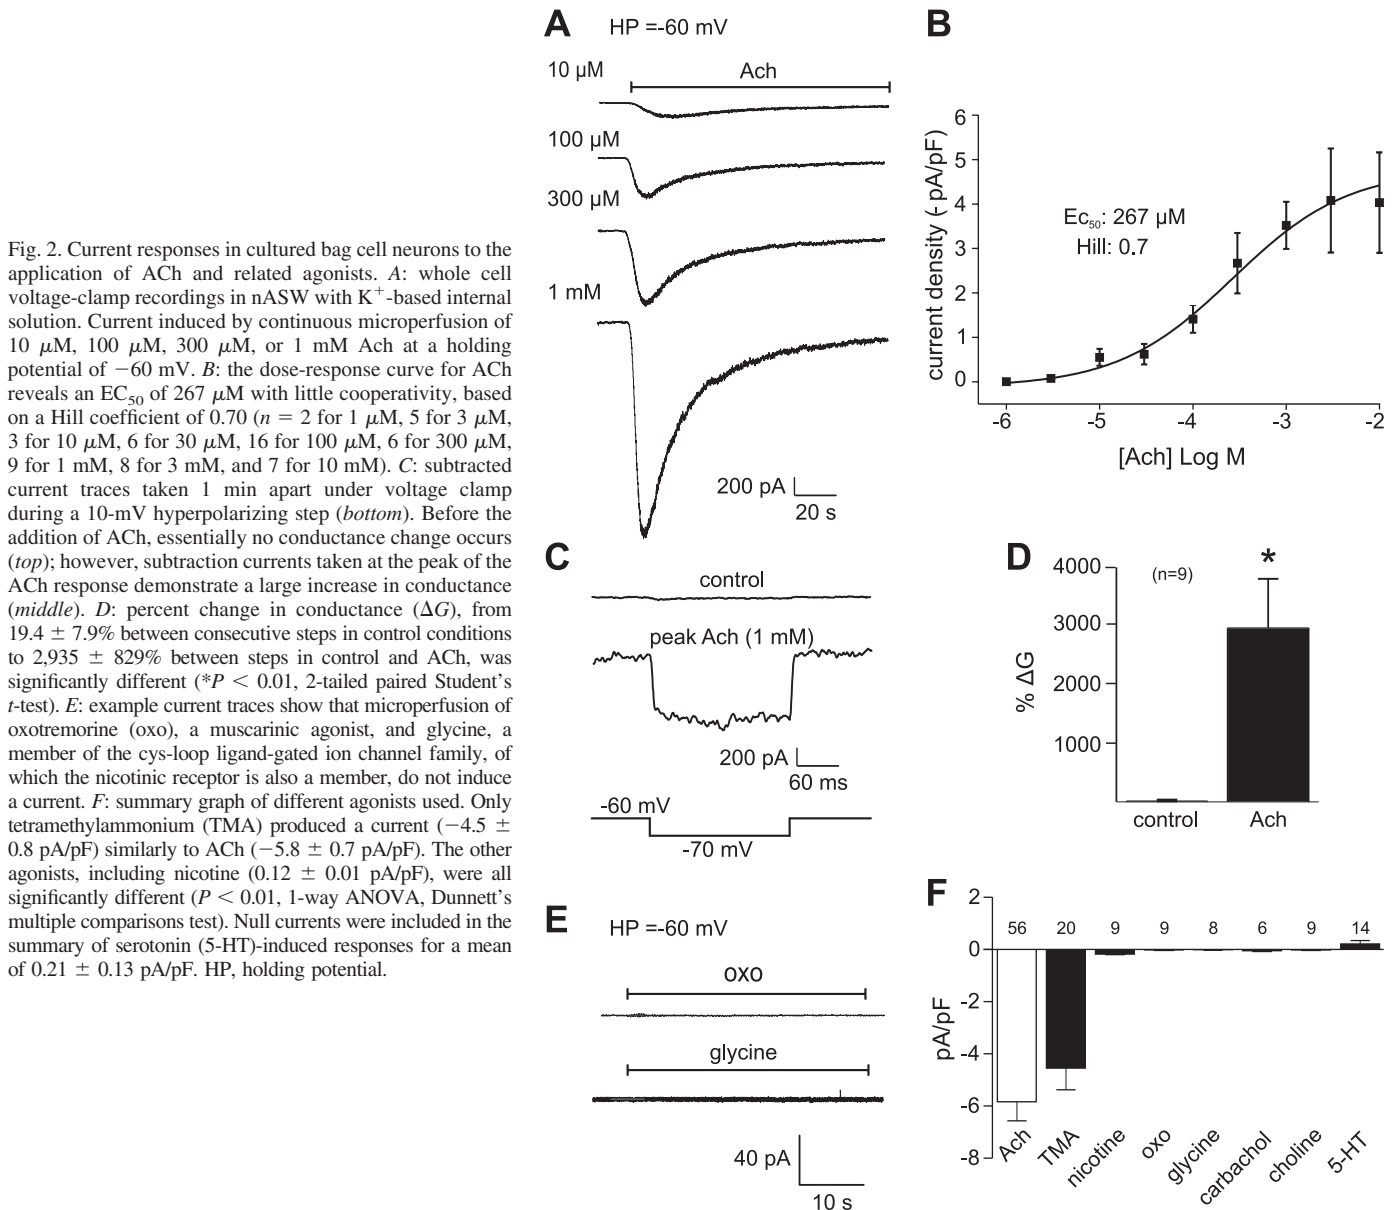 Fig. 2. Current responses in cultured bag cell neurons to the
application of ACh and related agonists. A: whole cell
voltage-clamp recordings in nASW with K+-based internal
solution. Current induced by continuous microperfusion of
10 μM, 100 μM, 300 μM, or 1 mM Ach at a holding
potential of −60 mV. B: the dose-response curve for ACh
reveals an EC50 of 267 μM with little cooperativity, based
on a Hill coefficient of 0.70 (n = 2 for 1 μM, 5 for 3 μM,
3 for 10 μM, 6 for 30 μM, 16 for 100 μM, 6 for 300 μM,
9 for 1 mM, 8 for 3 mM, and 7 for 10 mM). C: subtracted
current traces taken 1 min apart under voltage clamp
during a 10-mV hyperpolarizing step (bottom). Before the
addition of ACh, essentially no conductance change occurs
(top); however, subtraction currents taken at the peak of the
ACh response demonstrate a large increase in conductance
(middle). D: percent change in conductance (ΔG), from
19.4 ± 7.9% between consecutive steps in control conditions
to 2,935 ± 829% between steps in control and ACh, was
significantly different (*P < 0.01, 2-tailed paired Student's
t-test). E: example current traces show that microperfusion of
oxotremorine (oxo), a muscarinic agonist, and glycine, a
member of the cys-loop ligand-gated ion channel family, of
which the nicotinic receptor is also a member, do not induce
a current. F: summary graph of different agonists used. Only
tetramethylammonium (TMA) produced a current (−4.5 ±
0.8 pA/pF) similarly to ACh (−5.8 ± 0.7 pA/pF). The other
agonists, including nicotine (0.12 ± 0.01 pA/pF), were all
significantly different (P < 0.01, 1-way ANOVA, Dunnett's
multiple comparisons test). Null currents were included in the
summary of serotonin (5-HT)-induced responses for a mean
of 0.21 ± 0.13 pA/pF. HP, holding potential.
A HP =-60 mV
10 μM
Ach
100 μM
300 μM
1 mM
200 pA
20 s
B
current density (- pA/pF)
6
5
4
3
2
1
0
Ec50: 267 μM
Hill: 0.7
-6 -5 -4 -3 -2
[Ach] Log M
C
control
peak Ach (1 mM)
200 pA
60 ms
-60 mV
-70 mV
D
% ΔG
4000
3000
2000
1000
(n=9)
*
control Ach
E HP =-60 mV
oxo
glycine
40 pA
10 s
F
pA/pF
2
0
-2
-4
-6
-8
56 20 9 9 8 6 9 14
Ach TMA nicotine oxo glycine carbachol choline 5-HT